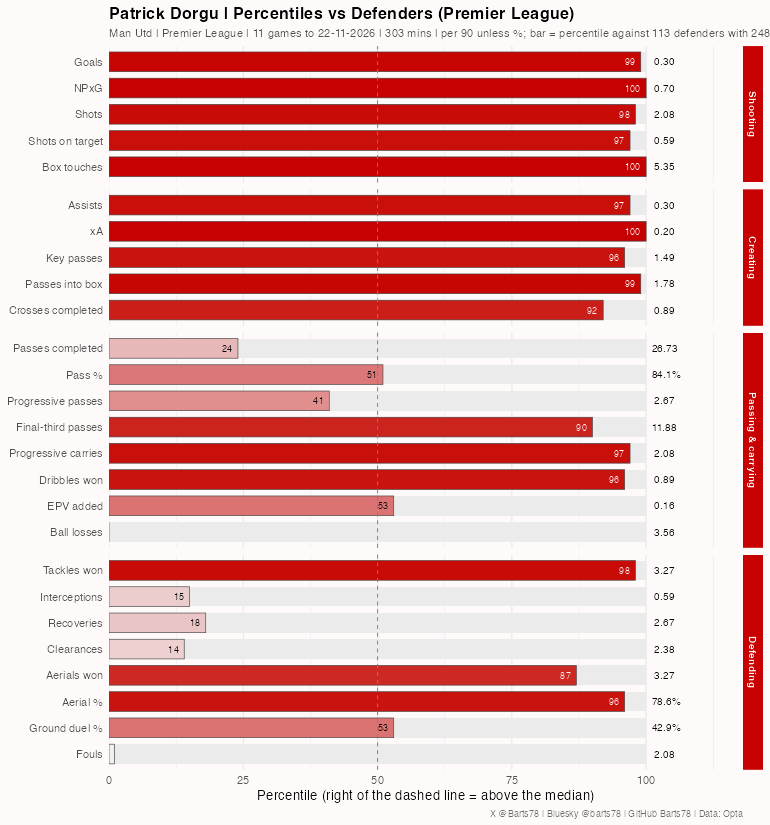 Patrick Dorgu | Percentiles vs Defenders (Premier League)
Man Utd | Premier League | 11 games to 22-11-2026 | 303 mins | per 90 unless %; bar = percentile against 113 defenders with 248
Goals 99 0.30
NPxG 100 0.70
Shots 98 2.08
Shots on target 97 0.59
Box touches 100 5.35
Shooting
Assists 97 0.30
xA 100 0.20
Key passes 96 1.49
Passes into box 99 1.78
Crosses completed 92 0.89
Creating
Passes completed 24 26.73
Pass % 51 84.1%
Progressive passes 41 2.67
Final-third passes 90 11.88
Progressive carries 97 2.08
Dribbles won 96 0.89
EPV added 53 0.16
Ball losses 3.56
Passing & carrying
Tackles won 98 3.27
Interceptions 15 0.59
Recoveries 18 2.67
Clearances 14 2.38
Aerials won 87 3.27
Aerial % 96 78.6%
Ground duel % 53 42.9%
Fouls 2.08
Defending
0 25 50 75 100
Percentile (right of the dashed line = above the median)
X @Barts78 | Bluesky @barts78 | GitHub Barts78 | Data: Opta